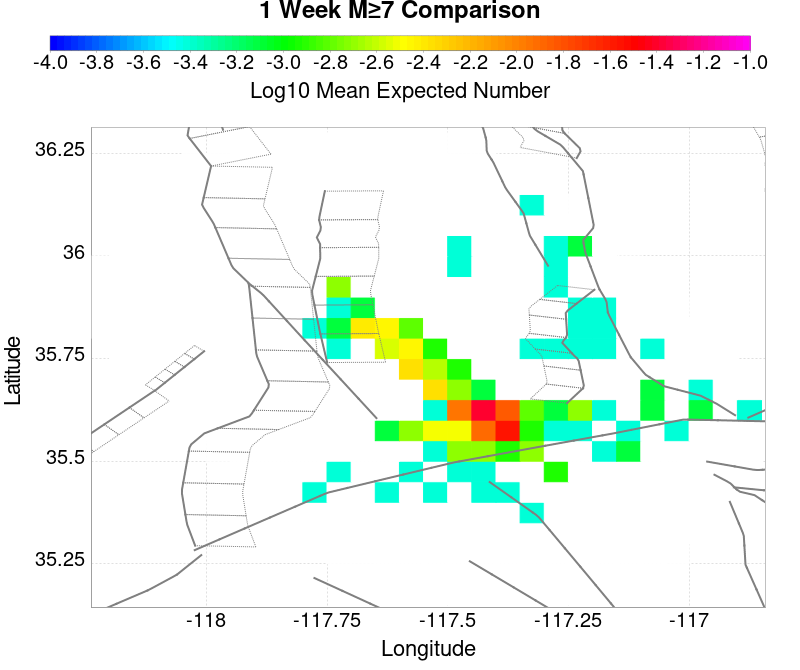 1 Week M≥7 Comparison
-4.0 -3.8 -3.6 -3.4 -3.2 -3.0 -2.8 -2.6 -2.4 -2.2 -2.0 -1.8 -1.6 -1.4 -1.2 -1.0
Log10 Mean Expected Number
36.25
36
35.75
35.5
35.25
Latitude
-118 -117.75 -117.5 -117.25 -117
Longitude